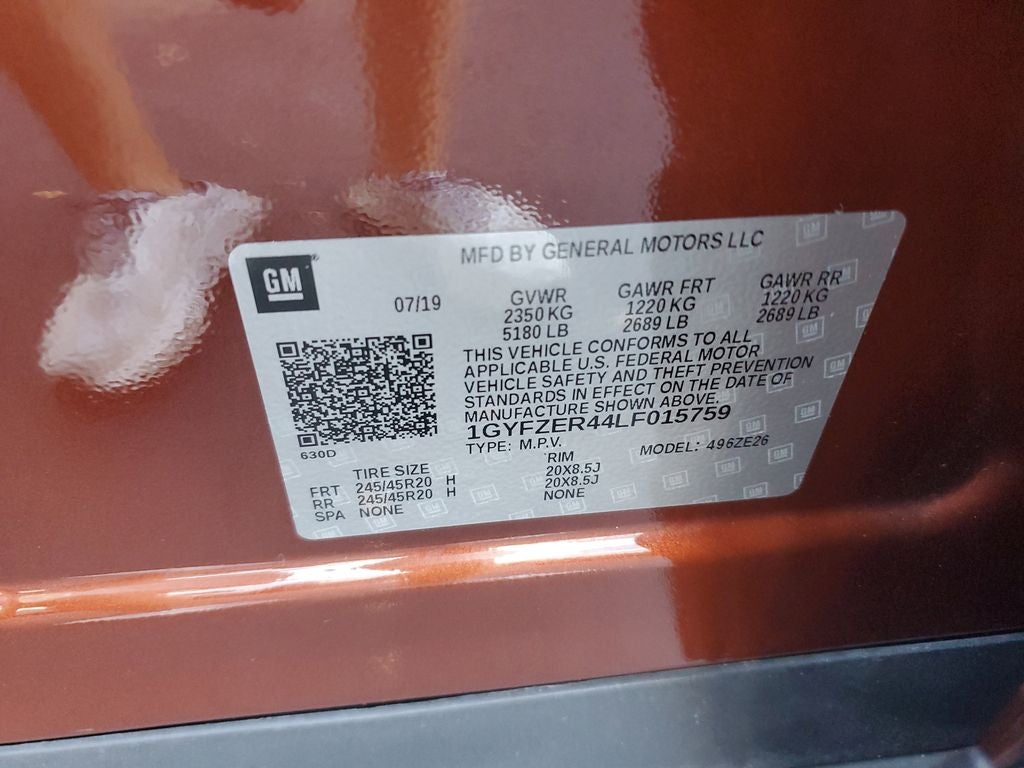 MFD BY GENERAL MOTORS LLC
GM
07/19
GVWR GAWR FRT GAWR RR
2350 KG 1220 KG 1220 KG
5180 LB 2689 LB 2689 LB
THIS VEHICLE CONFORMS TO ALL
APPLICABLE U.S. FEDERAL MOTOR
VEHICLE SAFETY AND THEFT PREVENTION
STANDARDS IN EFFECT ON THE DATE OF
MANUFACTURE SHOWN ABOVE.
1GYFZER44LF015759
TYPE: M.P.V. MODEL: 496ZE26
630D
TIRE SIZE RIM
FRT 245/45R20 H 20X8.5J
RR 245/45R20 H 20X8.5J
SPA NONE NONE